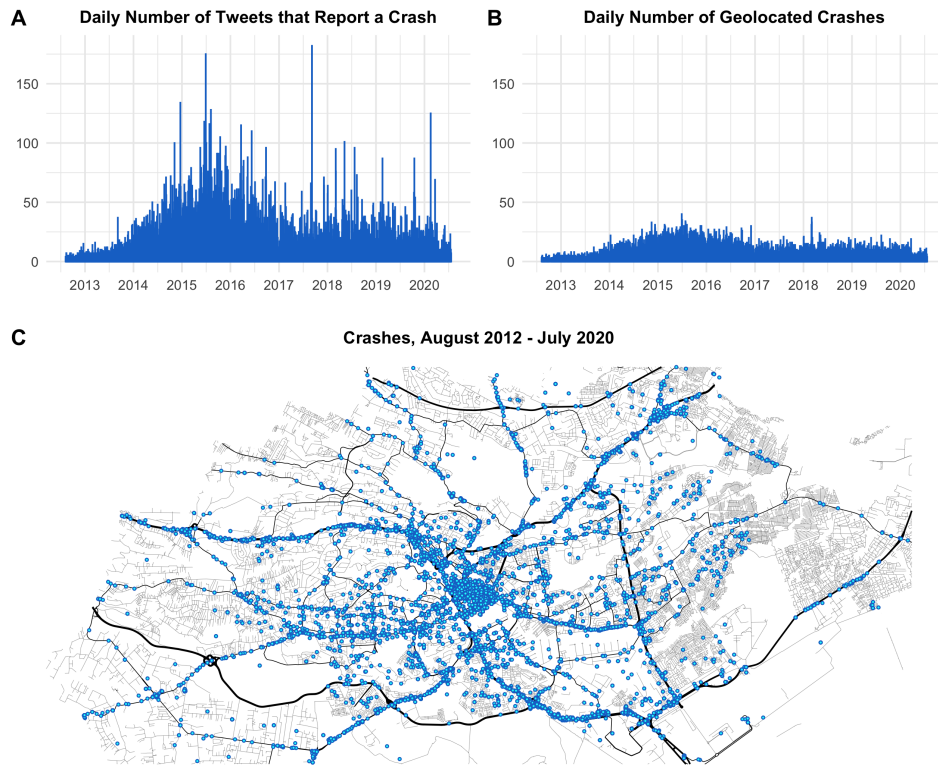 A Daily Number of Tweets that Report a Crash
150
100
50
0
2013 2014 2015 2016 2017 2018 2019 2020
B Daily Number of Geolocated Crashes
150
100
50
0
2013 2014 2015 2016 2017 2018 2019 2020
C Crashes, August 2012 - July 2020